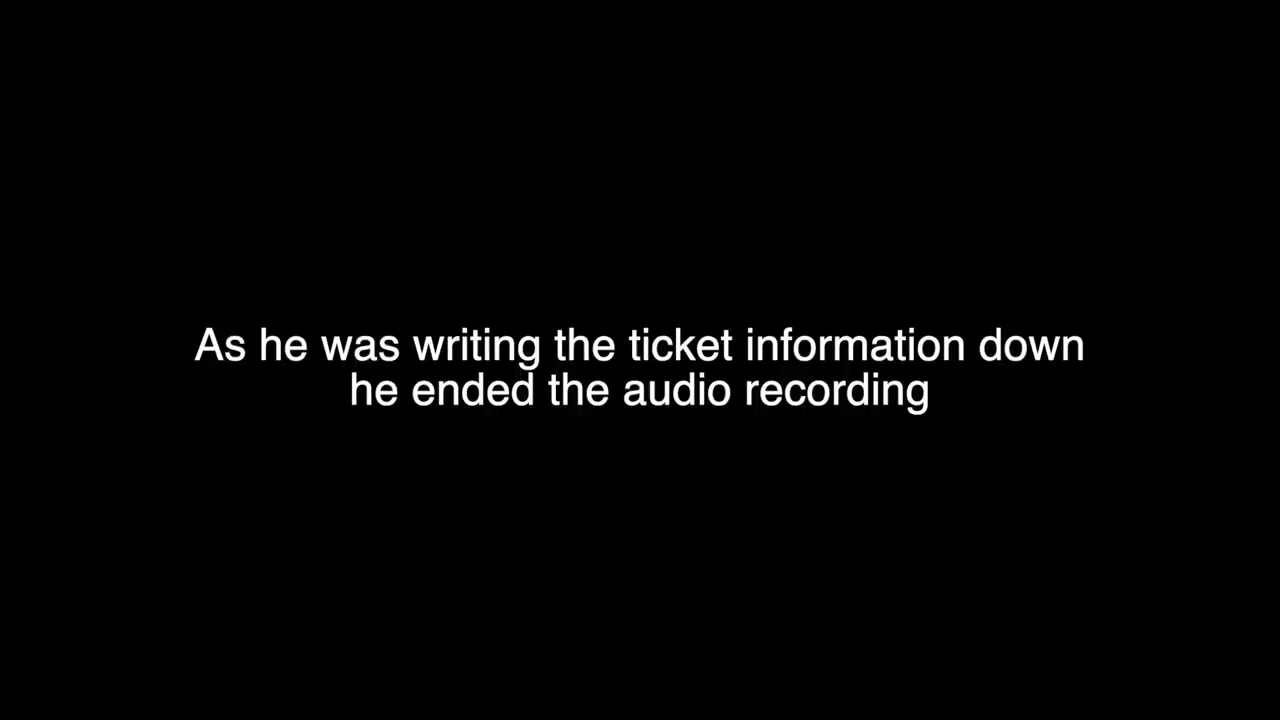 As he was writing the ticket information down
he ended the audio recording